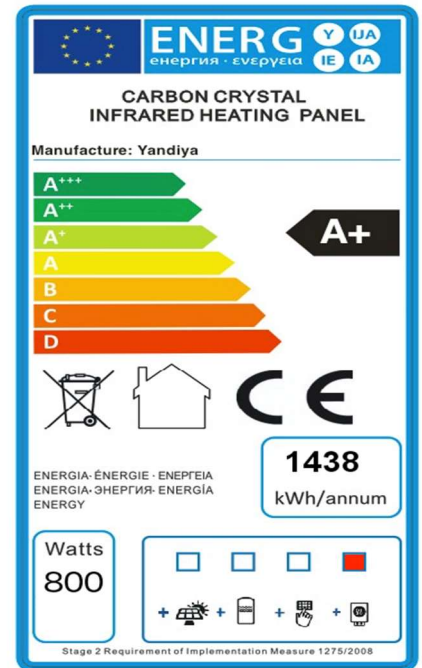 ENERG Y IJA
енергия · ενεργεια IE IA
CARBON CRYSTAL
INFRARED HEATING PANEL
Manufacture: Yandiya
A+++
A++
A+
A
B
C
D
A+
CE
1438
kWh/annum
ENERGIA· ÉNERGIE · ЕНЕРГЕIА
ENERGIA· ЭНЕРГИЯ· ENERGÍA
ENERGY
Watts
800
+ + + +
Stage 2 Requirement of Implementation Measure 1275/2008